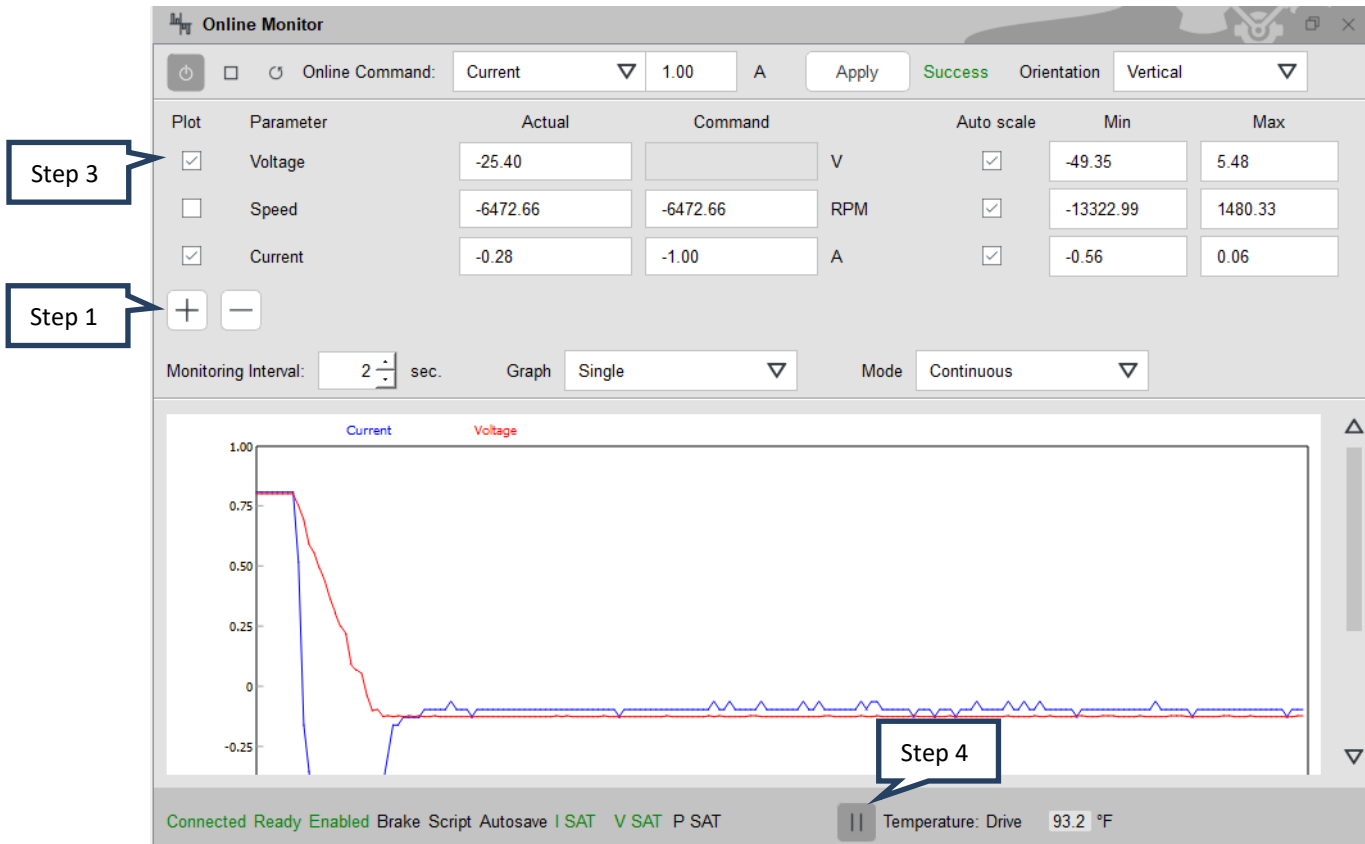 Online Monitor
Online Command: Current 1.00 A Apply Success Orientation Vertical
Plot Parameter Actual Command Auto scale Min Max
Step 3
Voltage -25.40 V -49.35 5.48
Speed -6472.66 -6472.66 RPM -13322.99 1480.33
Current -0.28 -1.00 A -0.56 0.06
Step 1
Monitoring Interval: 2 sec. Graph Single Mode Continuous
Current Voltage
1.00
0.75
0.50
0.25
0
-0.25
Step 4
Connected Ready Enabled Brake Script Autosave I SAT V SAT P SAT Temperature: Drive 93.2 °F